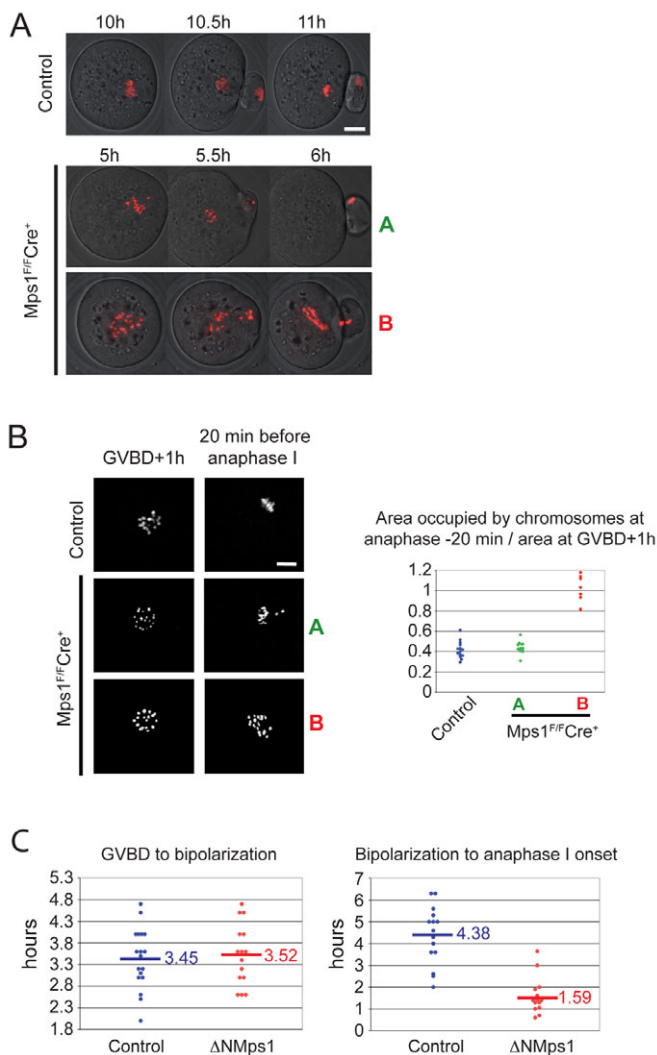 A
10h 10.5h 11h
Control
5h 5.5h 6h
Mps1F/FCre+
A
B
B
GVBD+1h
20 min before
anaphase I
Control
Mps1F/FCre+
A
B
Area occupied by chromosomes at
anaphase -20 min / area at GVBD+1h
1.2
1
0.8
0.6
0.4
0.2
0
Control
A
B
Mps1F/FCre+
C
GVBD to bipolarization
hours
5.3
4.8
4.3
3.8
3.3
2.8
2.3
1.8
3.45
3.52
Control ΔNMps1
Bipolarization to anaphase I onset
hours
7
6
5
4
3
2
1
0
4.38
1.59
Control ΔNMps1